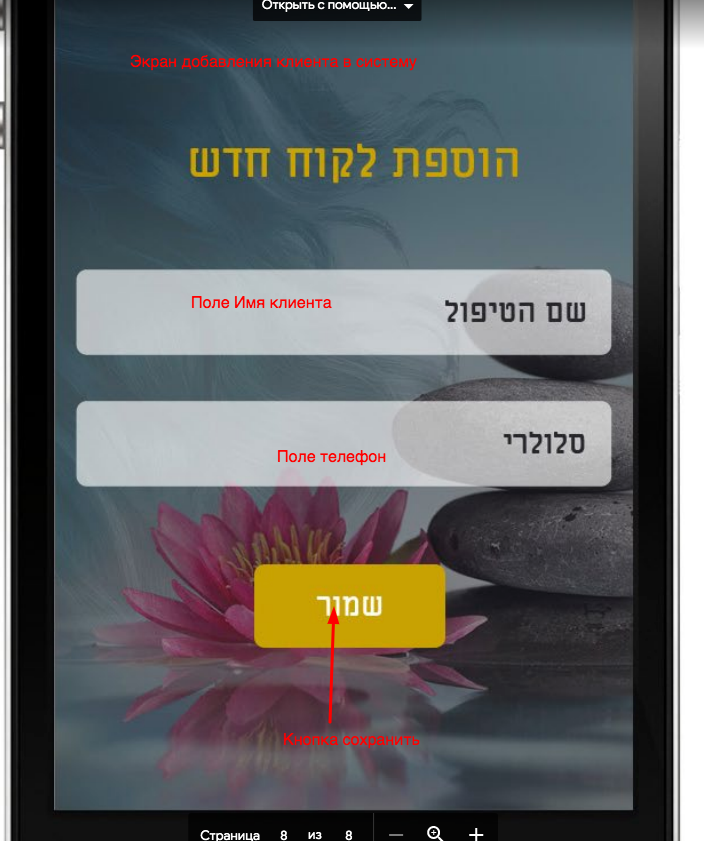 Открыть с помощью...
Экран добавления клиента в систему
הוספת לקוח חדש
Поле Имя клиента
שם הטיפול
סלולרי
Поле телефон
שמור
Кнопка сохранить
Страница 8 из 8